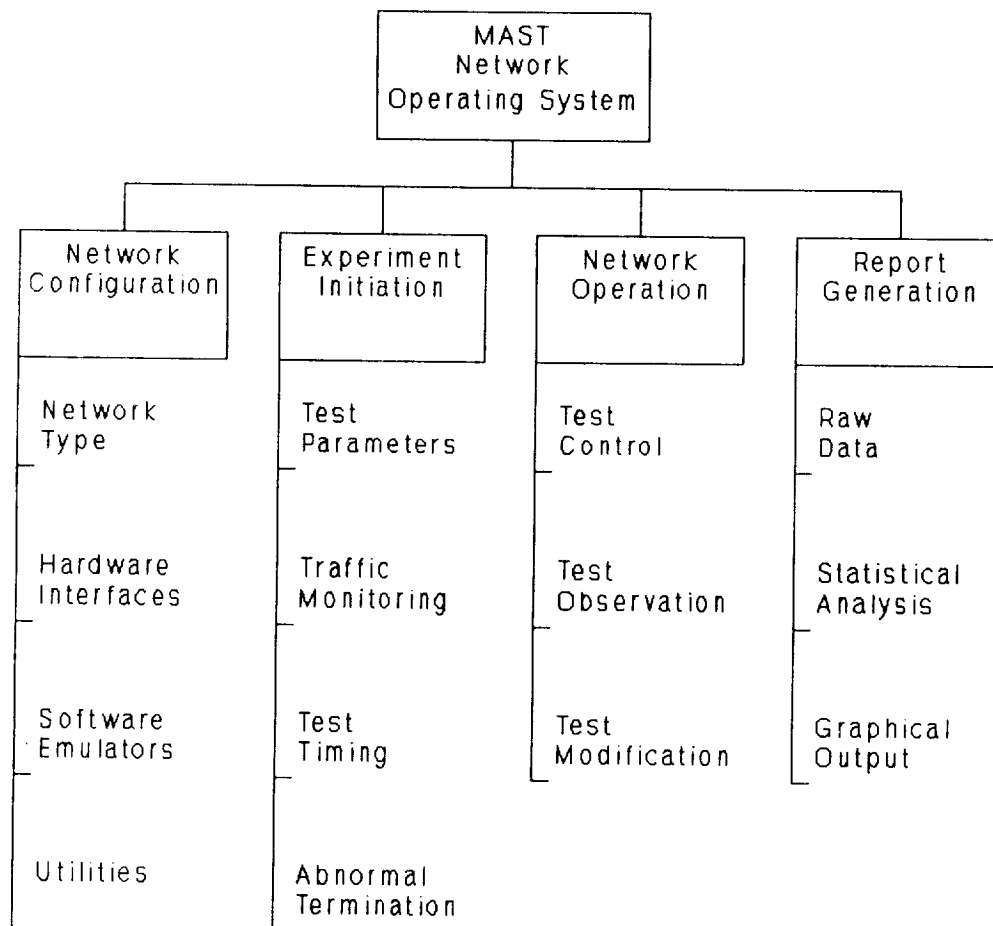 MAST
Network
Operating System
Network
Configuration
Experiment
Initiation
Network
Operation
Report
Generation
Network
Type
Hardware
Interfaces
Software
Emulators
Utilities
Test
Parameters
Traffic
Monitoring
Test
Timing
Abnormal
Termination
Test
Control
Test
Observation
Test
Modification
Raw
Data
Statistical
Analysis
Graphical
Output